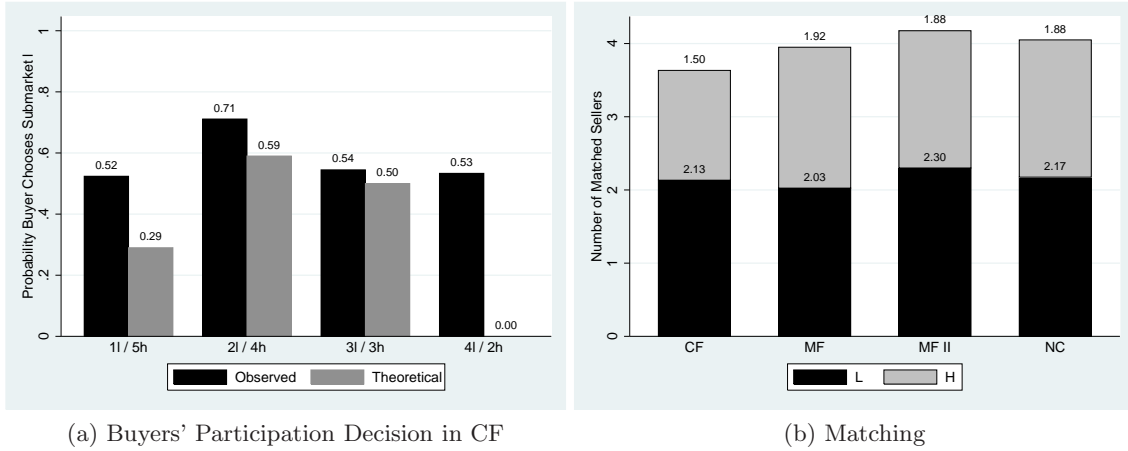 Probability Buyer Chooses Submarket l
1
.8
.6
.4
.2
0
0.52
0.29
0.71
0.59
0.54
0.50
0.53
0.00
1l / 5h
2l / 4h
3l / 3h
4l / 2h
Observed
Theoretical
(a) Buyers' Participation Decision in CF
Number of Matched Sellers
4
3
2
1
0
1.50
2.13
1.92
2.03
1.88
2.30
1.88
2.17
CF
MF
MF II
NC
L
H
(b) Matching